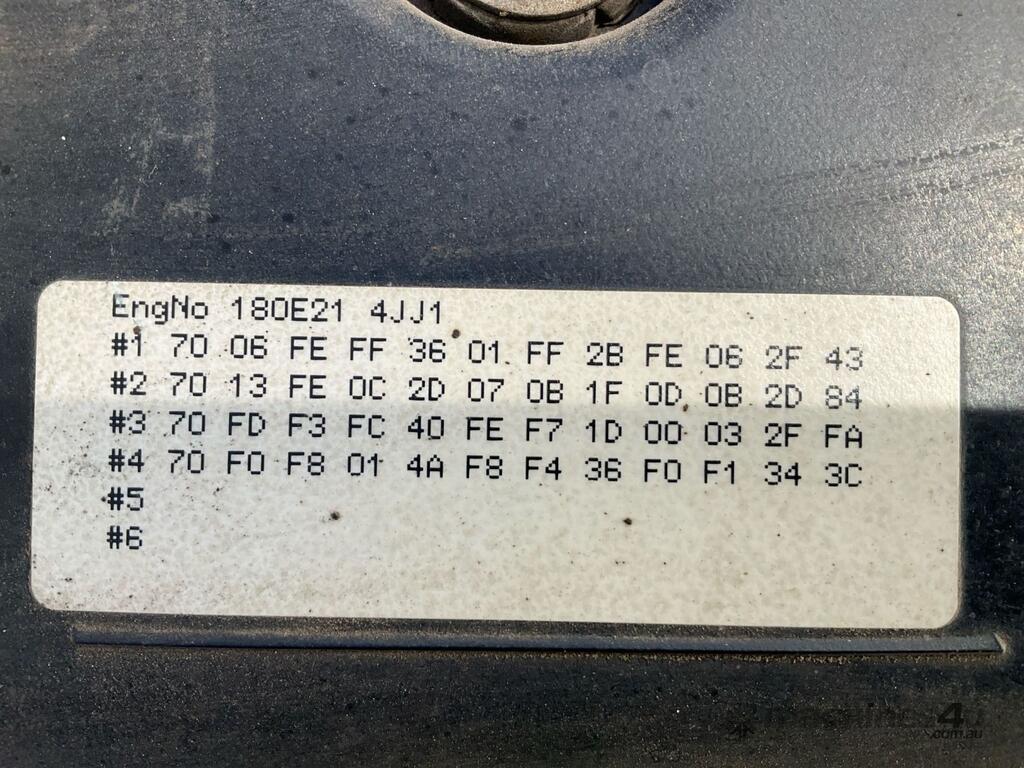 EngNo 180E21 4JJ1
#1 70 06 FE FF 36 01 FF 2B FE 06 2F 43
#2 70 13 FE 0C 2D 07 0B 1F 0D 0B 2D 84
#3 70 FD F3 FC 40 FE F7 1D 00 03 2F FA
#4 70 F0 F8 01 4A F8 F4 36 F0 F1 34 3C
#5
#6
machines4u
.com.au